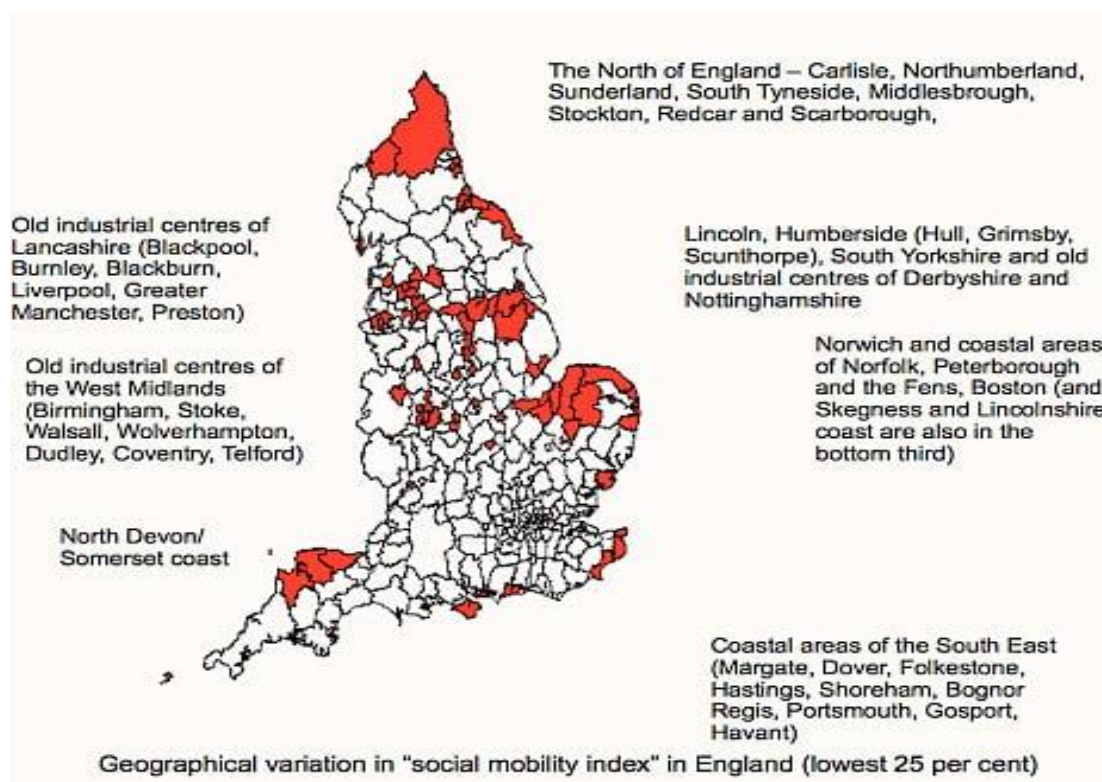 The North of England – Carlisle, Northumberland,
Sunderland, South Tyneside, Middlesbrough,
Stockton, Redcar and Scarborough,
Old industrial centres of
Lancashire (Blackpool,
Burnley, Blackburn,
Liverpool, Greater
Manchester, Preston)
Lincoln, Humberside (Hull, Grimsby,
Scunthorpe), South Yorkshire and old
industrial centres of Derbyshire and
Nottinghamshire
Old industrial centres of
the West Midlands
(Birmingham, Stoke,
Walsall, Wolverhampton,
Dudley, Coventry, Telford)
Norwich and coastal areas
of Norfolk, Peterborough
and the Fens, Boston (and
Skegness and Lincolnshire
coast are also in the
bottom third)
North Devon/
Somerset coast
Coastal areas of the South East
(Margate, Dover, Folkestone,
Hastings, Shoreham, Bognor
Regis, Portsmouth, Gosport,
Havant)
Geographical variation in "social mobility index" in England (lowest 25 per cent)